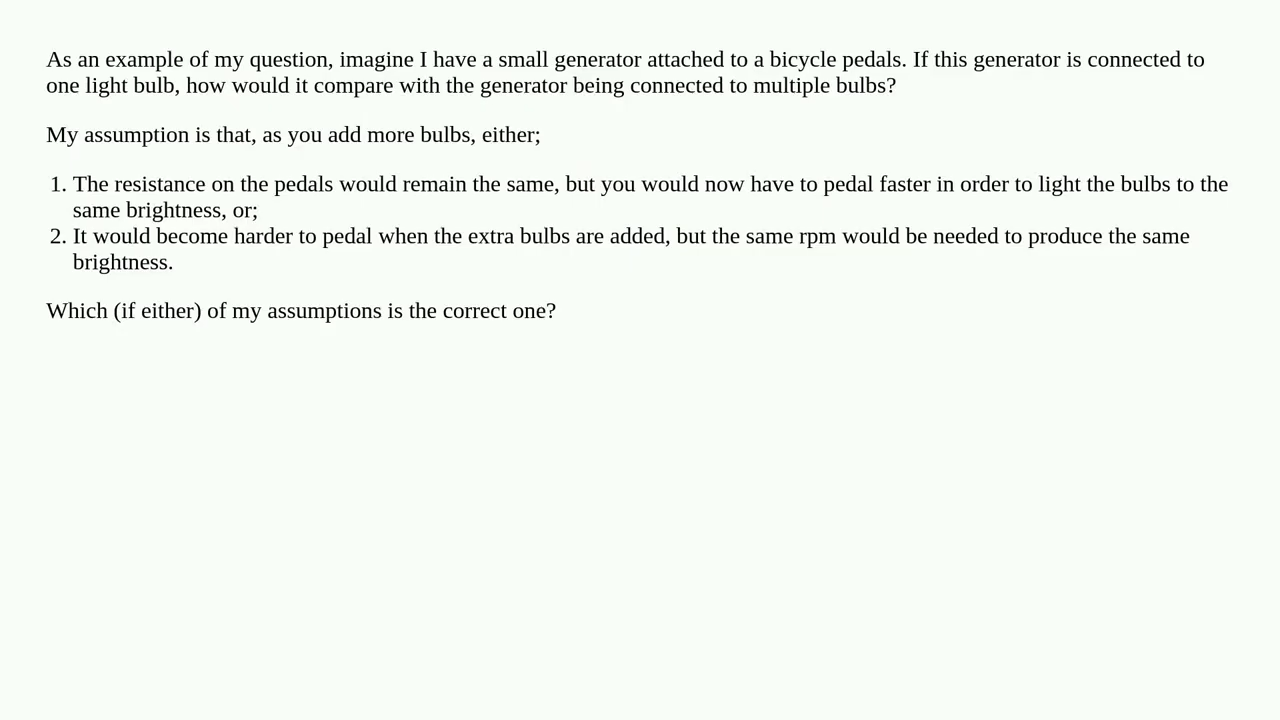 As an example of my question, imagine I have a small generator attached to a bicycle pedals. If this generator is connected to
one light bulb, how would it compare with the generator being connected to multiple bulbs?
My assumption is that, as you add more bulbs, either;
1. The resistance on the pedals would remain the same, but you would now have to pedal faster in order to light the bulbs to the
same brightness, or;
2. It would become harder to pedal when the extra bulbs are added, but the same rpm would be needed to produce the same
brightness.
Which (if either) of my assumptions is the correct one?